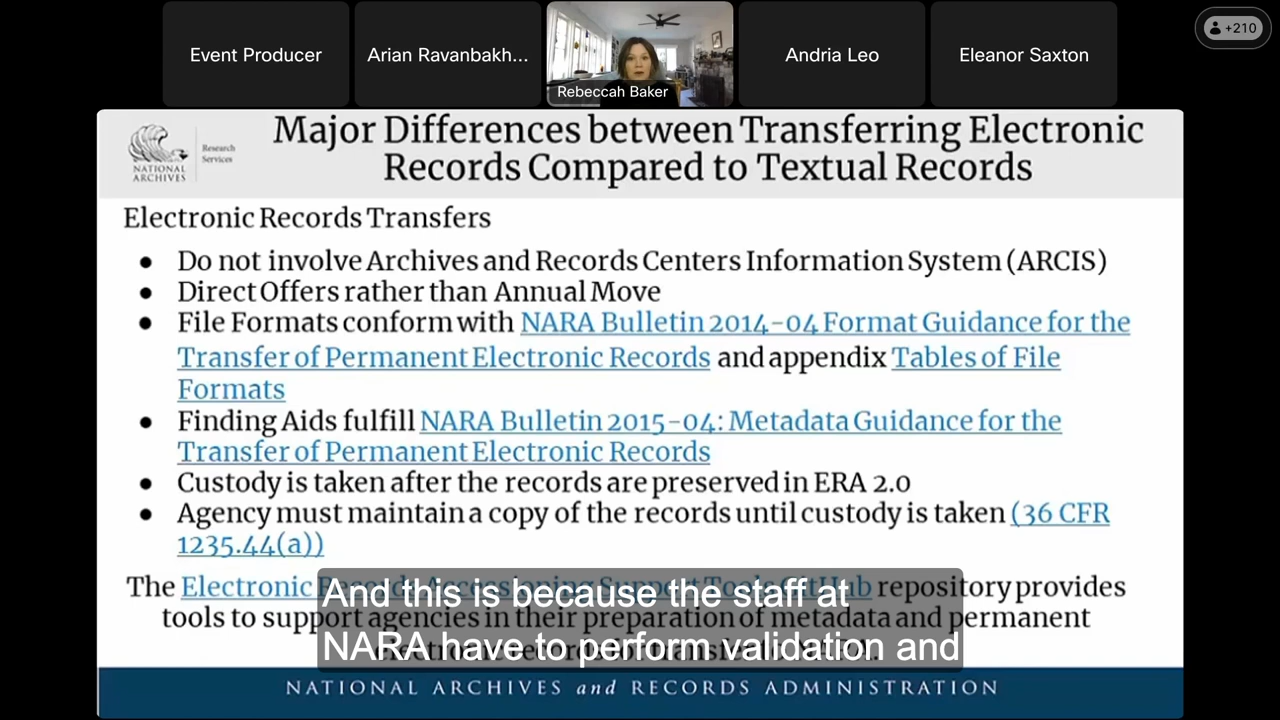 Event Producer
Arian Ravanbakh...
Rebeccah Baker
Andria Leo
Eleanor Saxton
+210
NATIONAL
ARCHIVES
Research
Services
Major Differences between Transferring Electronic
Records Compared to Textual Records
Electronic Records Transfers
● Do not involve Archives and Records Centers Information System (ARCIS)
● Direct Offers rather than Annual Move
● File Formats conform with NARA Bulletin 2014-04 Format Guidance for the
Transfer of Permanent Electronic Records and appendix Tables of File
Formats
● Finding Aids fulfill NARA Bulletin 2015-04: Metadata Guidance for the
Transfer of Permanent Electronic Records
● Custody is taken after the records are preserved in ERA 2.0
● Agency must maintain a copy of the records until custody is taken (36 CFR
1235.44(a))
The Electronic Records Accessioning Support Tools GitHub repository provides
tools to support agencies in their preparation of metadata and permanent
And this is because the staff at
NARA have to perform validation and
NATIONAL ARCHIVES and RECORDS ADMINISTRATION